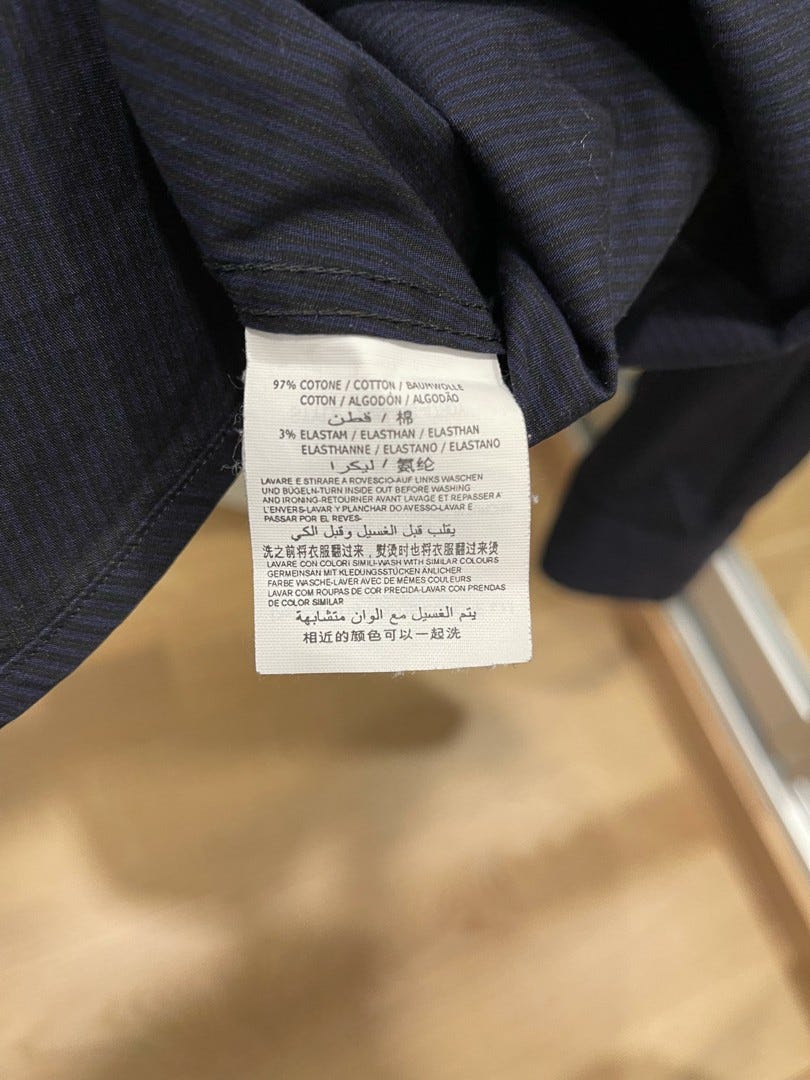 97% COTONE / COTTON / BAUMWOLLE
COTON / ALGODÓN / ALGODÃO
قطن / 棉
3% ELASTAM / ELASTHAN / ELASTHAN
ELASTHANNE / ELASTANO / ELASTANO
ليكرا / 氨纶
LAVARE E STIRARE A ROVESCIO-AUF LINKS WASCHEN
UND BÜGELN-TURN INSIDE OUT BEFORE WASHING
AND IRONING-RETOURNER AVANT LAVAGE ET REPASSER A
L'ENVERS-LAVAR Y PLANCHAR DO AVESSO-LAVAR E
PASSAR POR EL REVES-
يقلب قبل الغسيل وقبل الكي
洗之前将衣服翻过来，熨烫时也将衣服翻过来烫
LAVARE CON COLORI SIMILI-WASH WITH SIMILAR COLOURS
GERMEINSAN MIT KLEDUNGSSTÜCKEN ÄNLICHER
FARBE WASCHE-LAVER AVEC DE MÊMES COULEURS
LAVAR COM ROUPAS DE COR PRECIDA-LAVAR CON PRENDAS
DE COLOR SIMILAR
يتم الغسيل مع الوان متشابهة
相近的颜色可以一起洗